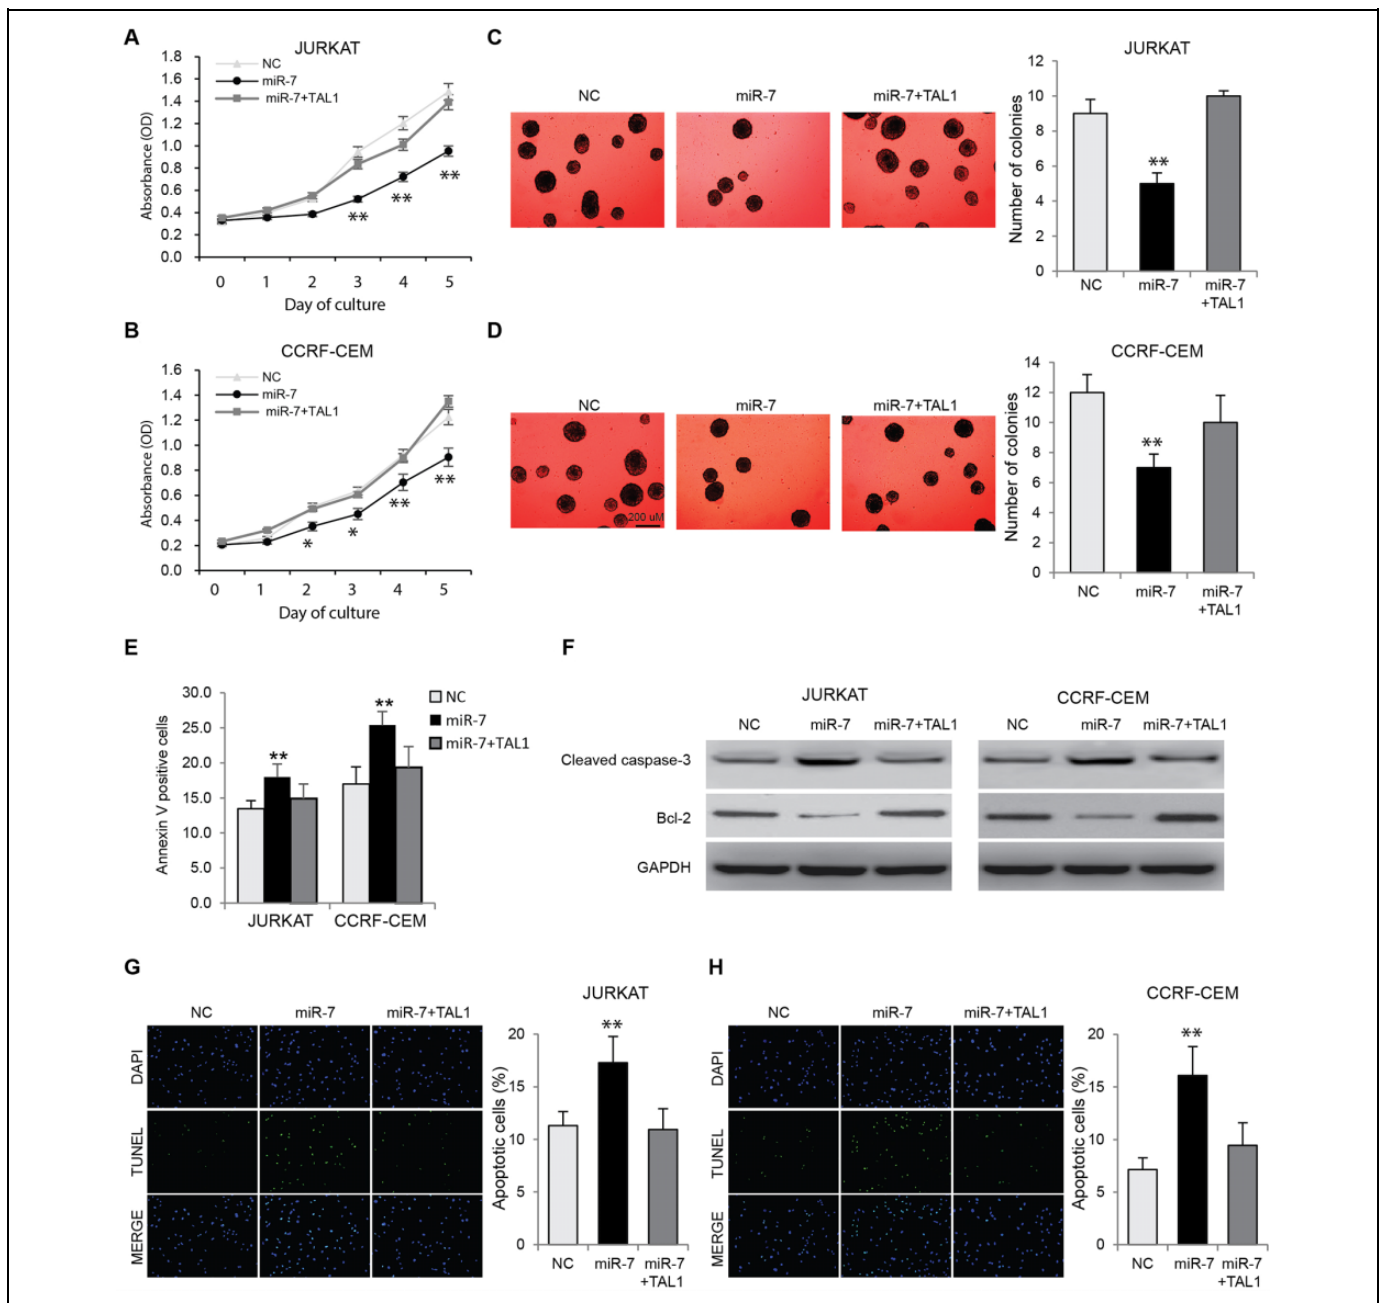 A
JURKAT
1.8
1.6
1.4
1.2
1.0
0.8
0.6
0.4
0.2
0.0
Absorbance (OD)
NC
miR-7
miR-7+TAL1
**
**
**
0 1 2 3 4 5
Day of culture
C
NC miR-7 miR-7+TAL1
JURKAT
12
10
8
6
4
2
0
Number of colonies
**
NC miR-7 miR-7
+TAL1
B
CCRF-CEM
1.6
1.4
1.2
1.0
0.8
0.6
0.4
0.2
0.0
Absorbance (OD)
NC
miR-7
miR-7+TAL1
*
*
**
**
0 1 2 3 4 5
Day of culture
D
NC miR-7 miR-7+TAL1
200 uM
CCRF-CEM
14
12
10
8
6
4
2
0
Number of colonies
**
NC miR-7 miR-7
+TAL1
E
30.0
25.0
20.0
15.0
10.0
5.0
0.0
Annexin V positive cells
**
**
NC
miR-7
miR-7+TAL1
JURKAT CCRF-CEM
F
JURKAT CCRF-CEM
NC miR-7 miR-7+TAL1 NC miR-7 miR-7+TAL1
Cleaved caspase-3
Bcl-2
GAPDH
G
NC miR-7 miR-7+TAL1
DAPI
TUNEL
MERGE
JURKAT
20
15
10
5
0
Apoptotic cells (%)
**
NC miR-7 miR-7
+TAL1
H
NC miR-7 miR-7+TAL1
DAPI
TUNEL
MERGE
CCRF-CEM
20
15
10
5
0
Apoptotic cells (%)
**
NC miR-7 miR-7
+TAL1